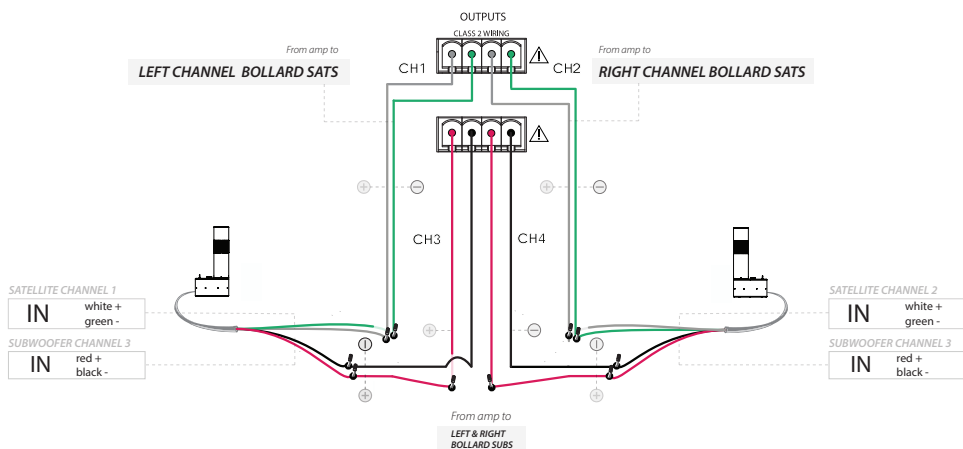 OUTPUTS
CLASS 2 WIRING
From amp to
LEFT CHANNEL BOLLARD SATS
CH1
CH2
From amp to
RIGHT CHANNEL BOLLARD SATS
CH3
CH4
SATELLITE CHANNEL 1
IN
white +
green -
SUBWOOFER CHANNEL 3
IN
red +
black -
SATELLITE CHANNEL 2
IN
white +
green -
SUBWOOFER CHANNEL 3
IN
red +
black -
From amp to
LEFT & RIGHT
BOLLARD SUBS